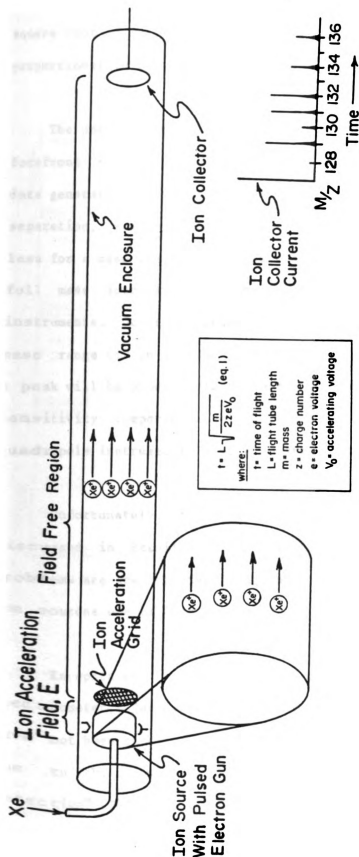 Xe
Ion Acceleration
Field, E
Field Free Region
Ion
Acceleration
Grid
Vacuum Enclosure
Xe+
Xe+
Xe+
Xe+
Ion Collector
Ion Source
With Pulsed
Electron Gun
Xe+
Xe+
Xe+
Xe+
t = L √ m / 2zeV₀ (eq.1)
where:
t = time of flight
L = flight tube length
m = mass
z = charge number
e = electron voltage
V₀ = accelerating voltage
Ion
Collector
Current
M/Z 128 130 132 134 136
Time